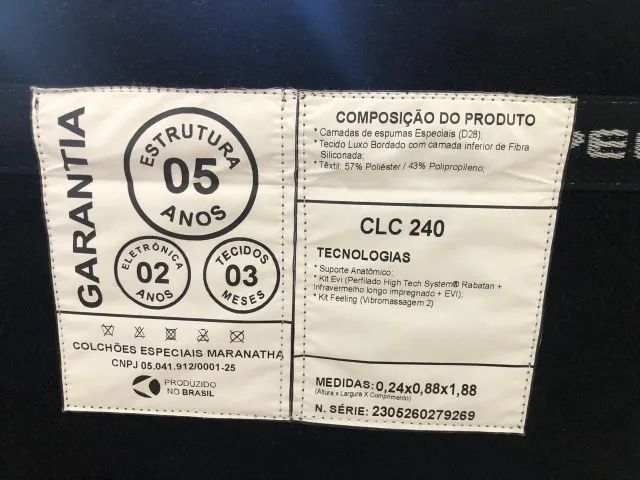 GARANTIA
ESTRUTURA
05
ANOS
ELETRÔNICA
02
ANOS
TECIDOS
03
MESES
COLCHÕES ESPECIAIS MARANATHA
CNPJ 05.041.912/0001-25
PRODUZIDO
NO BRASIL
COMPOSIÇÃO DO PRODUTO
* Camadas de espumas Especiais (D28);
* Tecido Luxo Bordado com camada inferior de Fibra
Siliconada;
* Têxtil: 57% Poliéster / 43% Polipropileno;
CLC 240
TECNOLOGIAS
* Suporte Anatômico;
* Kit Evi (Perfilado High Tech System® Rabatan +
Infravermelho longo impregnado + EVI);
* Kit Feeling (Vibromassagem 2)
MEDIDAS: 0,24x0,88x1,88
(Altura x Largura X Comprimento)
N. SÉRIE: 2305260279269